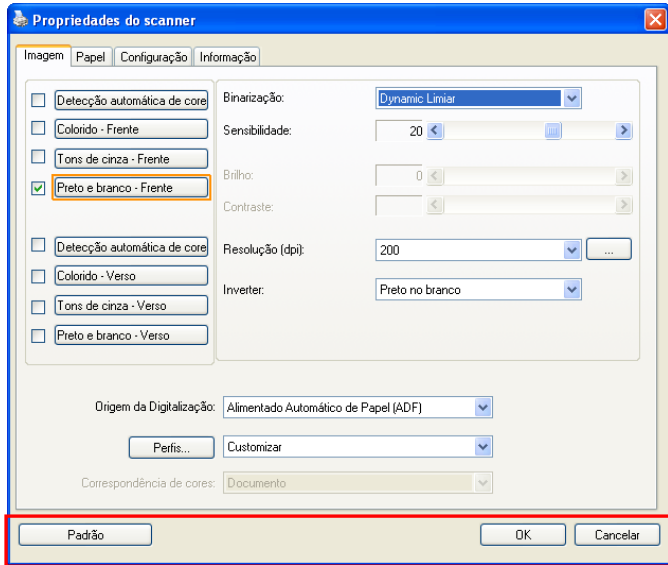 Propriedades do scanner
Imagem Papel Configuração Informação
Detecção automática de core
Colorido - Frente
Tons de cinza - Frente
Preto e branco - Frente
Detecção automática de core
Colorido - Verso
Tons de cinza - Verso
Preto e branco - Verso
Binarização: Dynamic Limiar
Sensibilidade: 20
Brilho: 0
Contraste:
Resolução (dpi): 200 ...
Inverter: Preto no branco
Origem da Digitalização: Alimentado Automático de Papel (ADF)
Perfis... Customizar
Correspondência de cores: Documento
Padrão OK Cancelar